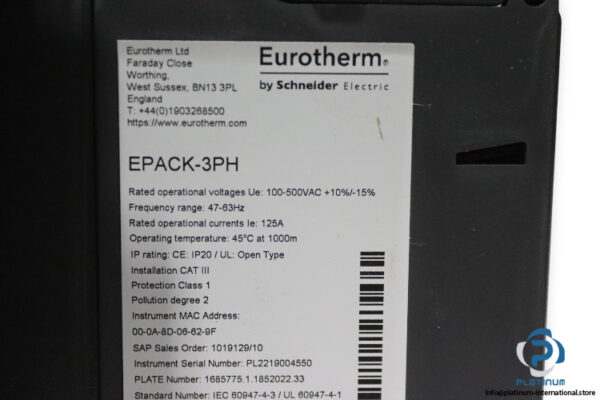 Eurotherm Ltd
Faraday Close
Worthing,
West Sussex, BN13 3PL
England
T: +44(0)1903268500
https://www.eurotherm.com
Eurotherm®
by Schneider Electric
EPACK-3PH
Rated operational voltages Ue: 100-500VAC +10%/-15%
Frequency range: 47-63Hz
Rated operational currents Ie: 125A
Operating temperature: 45°C at 1000m
IP rating: CE: IP20 / UL: Open Type
Installation CAT III
Protection Class 1
Pollution degree 2
Instrument MAC Address:
00-0A-8D-06-62-9F
SAP Sales Order: 1019129/10
Instrument Serial Number: PL2219004550
PLATE Number: 1685775.1.1852022.33
Standard Number: IEC 60947-4-3 / UL 60947-4-1
PLATINUM
info@platinum-international.store